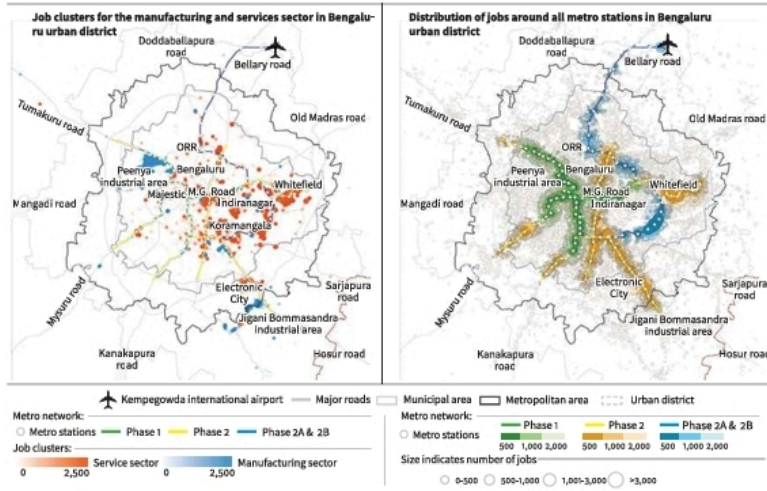 Job clusters for the manufacturing and services sector in Bengalu-
ru urban district
Doddaballapura
road
Bellary road
Tumakuru road
Old Madras road
ORR
Peenya
industrial area
Bengaluru
Majestic
M.G. Road
Indiranagar
Whitefield
Mangadi road
Koramangala
Electronic
City
Sarjapura
road
Mysuru road
Jigani Bommasandra
industrial area
Kanakapura
road
Hosur road
Distribution of jobs around all metro stations in Bengaluru
urban district
Doddaballapura
road
Bellary road
Tumakuru road
Old Madras road
ORR
Peenya
industrial area
Bengaluru
M.G. Road
Indiranagar
Whitefield
Mangadi road
Electronic
City
Sarjapura
road
Mysuru road
Jigani Bommasandra
industrial area
Kanakapura
road
Hosur road
Kempegowda international airport Major roads Municipal area Metropolitan area Urban district
Metro network:
Metro stations Phase 1 Phase 2 Phase 2A & 2B
Job clusters:
Service sector Manufacturing sector
0 2,500 0 2,500
Metro network:
Metro stations
Phase 1 Phase 2 Phase 2A & 2B
500 1,000 2,000 500 1,000 2,000 500 1,000 2,000
Size indicates number of jobs
0-500 500-1,000 1,001-3,000 >3,000